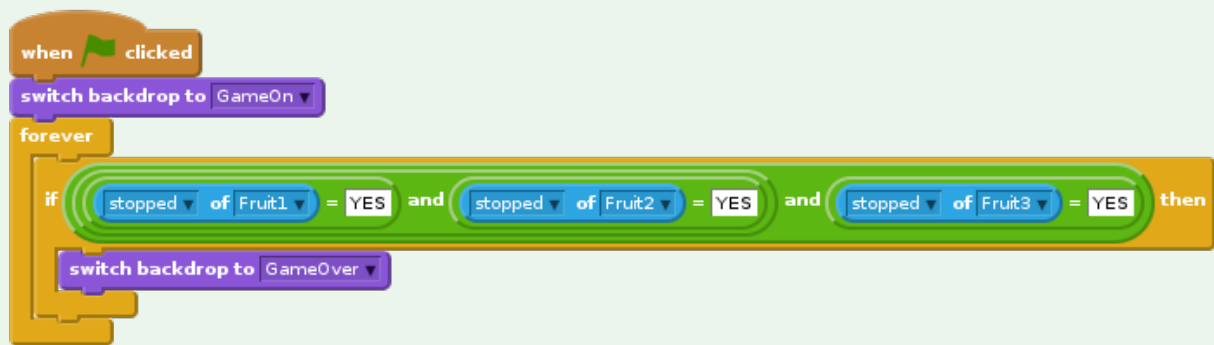 when clicked
switch backdrop to GameOn
forever
if stopped of Fruit1 = YES and stopped of Fruit2 = YES and stopped of Fruit3 = YES then
switch backdrop to GameOver